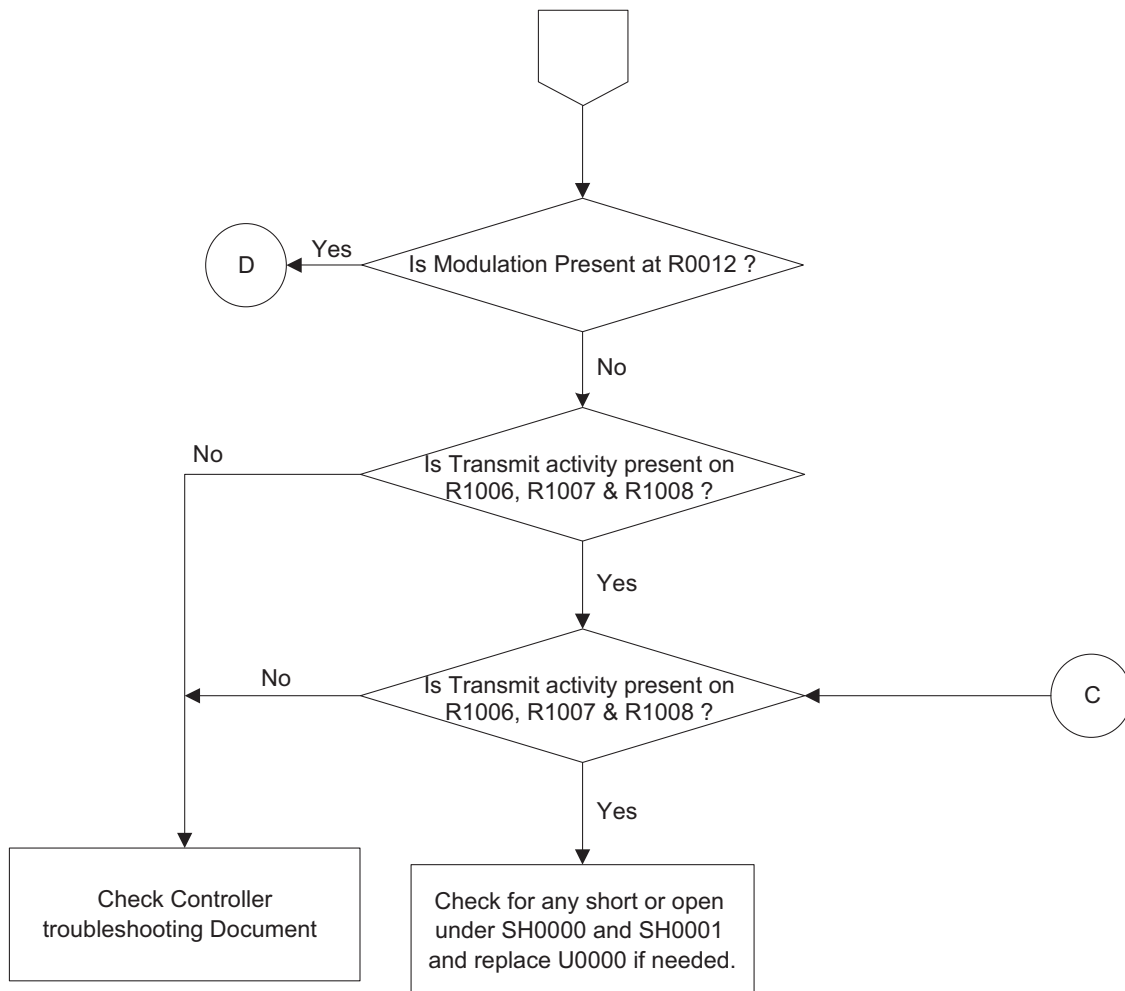 Is Modulation Present at R0012 ?
Yes
D
No
Is Transmit activity present on
R1006, R1007 & R1008 ?
No
Yes
Is Transmit activity present on
R1006, R1007 & R1008 ?
No
C
Yes
Check Controller
troubleshooting Document
Check for any short or open
under SH0000 and SH0001
and replace U0000 if needed.